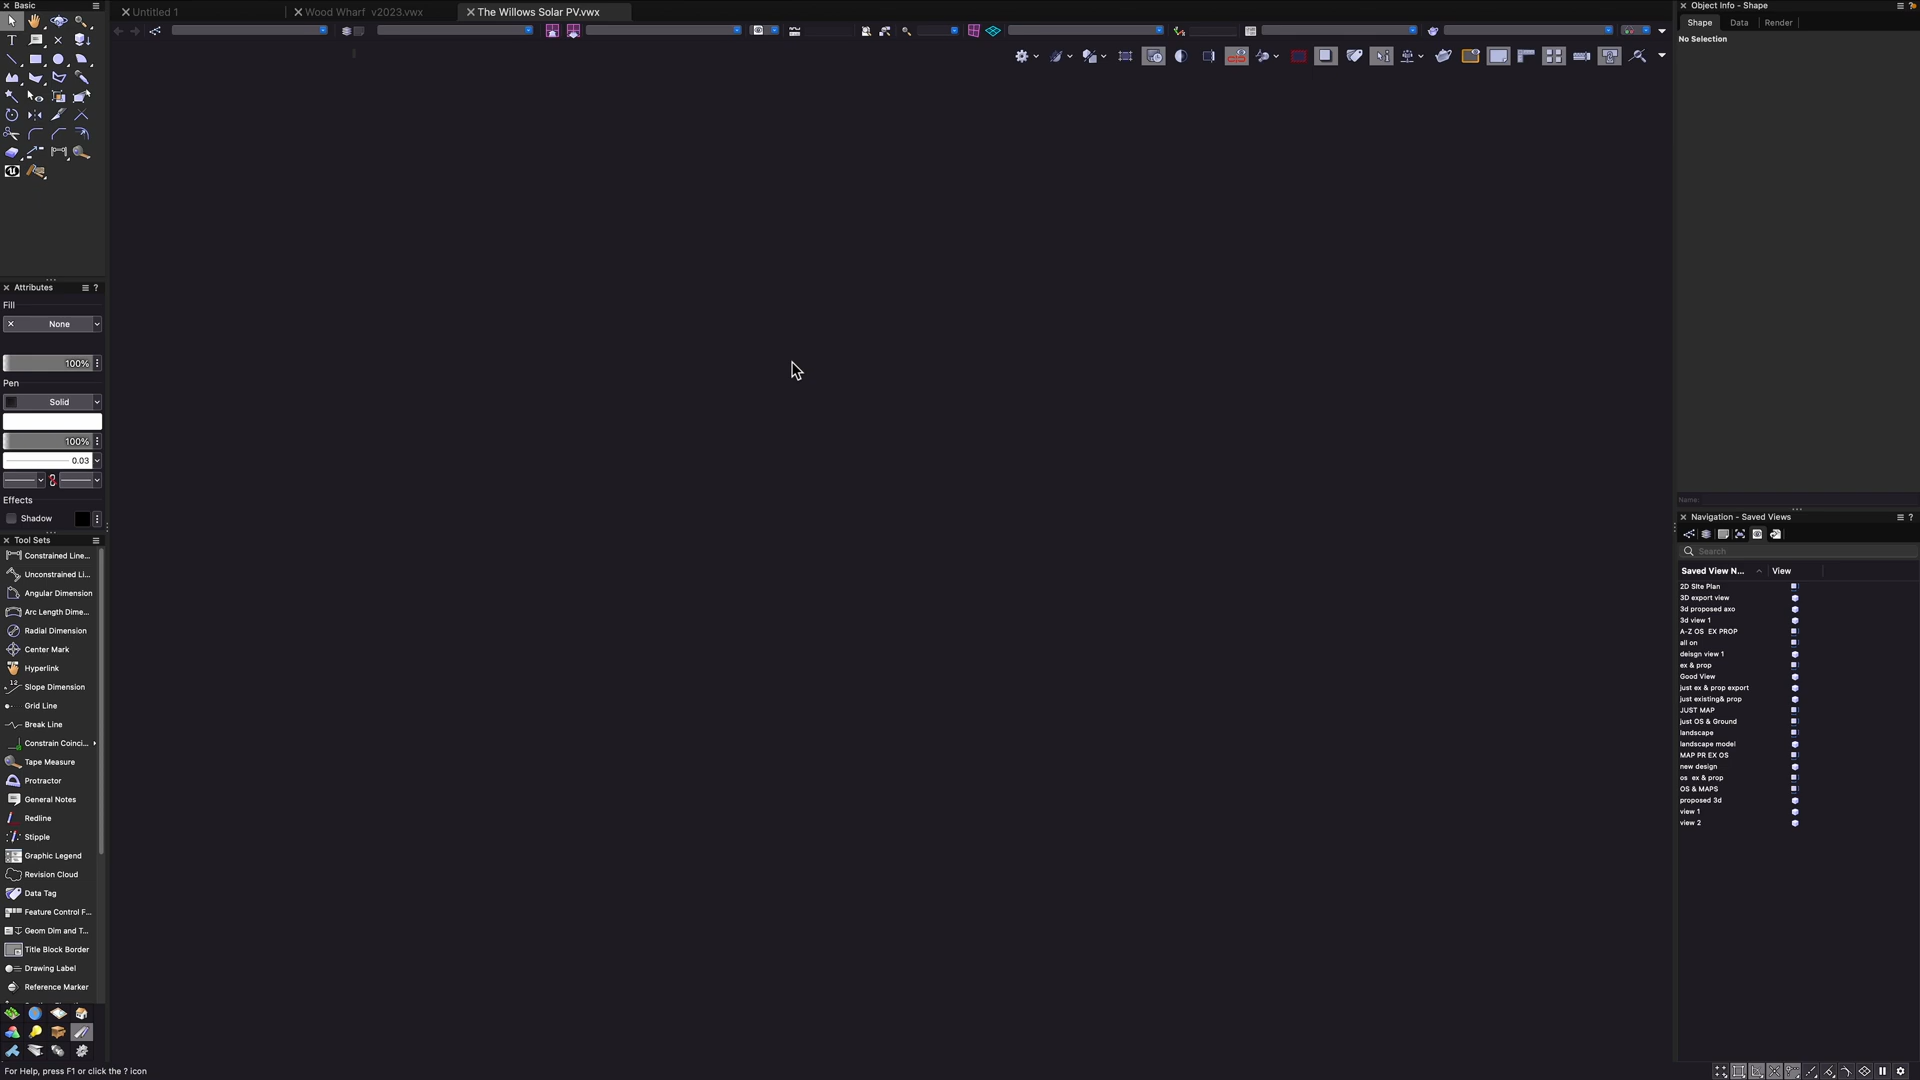 Basic
Untitled 1
Wood Wharf v2023.vwx
The Willows Solar PV.vwx
Object Info - Shape
Shape
Data
Render
No Selection
Attributes
Fill
None
100%
Pen
Solid
100%
0.03
Effects
Shadow
Tool Sets
Constrained Line...
Unconstrained Li...
Angular Dimension
Arc Length Dime...
Radial Dimension
Center Mark
Hyperlink
Slope Dimension
Grid Line
Break Line
Constrain Coinci...
Tape Measure
Protractor
General Notes
Redline
Stipple
Graphic Legend
Revision Cloud
Data Tag
Feature Control F...
Geom Dim and T...
Title Block Border
Drawing Label
Reference Marker
For Help, press F1 or click the ? icon
Name:
Navigation - Saved Views
Search
Saved View N...
View
2D Site Plan
3D export view
3d proposed axo
3d view 1
A-Z OS EX PROP
all on
deisgn view 1
ex & prop
Good View
just ex & prop export
just existing& prop
JUST MAP
just OS & Ground
landscape
landscape model
MAP PR EX OS
new design
os ex & prop
OS & MAPS
proposed 3d
view 1
view 2